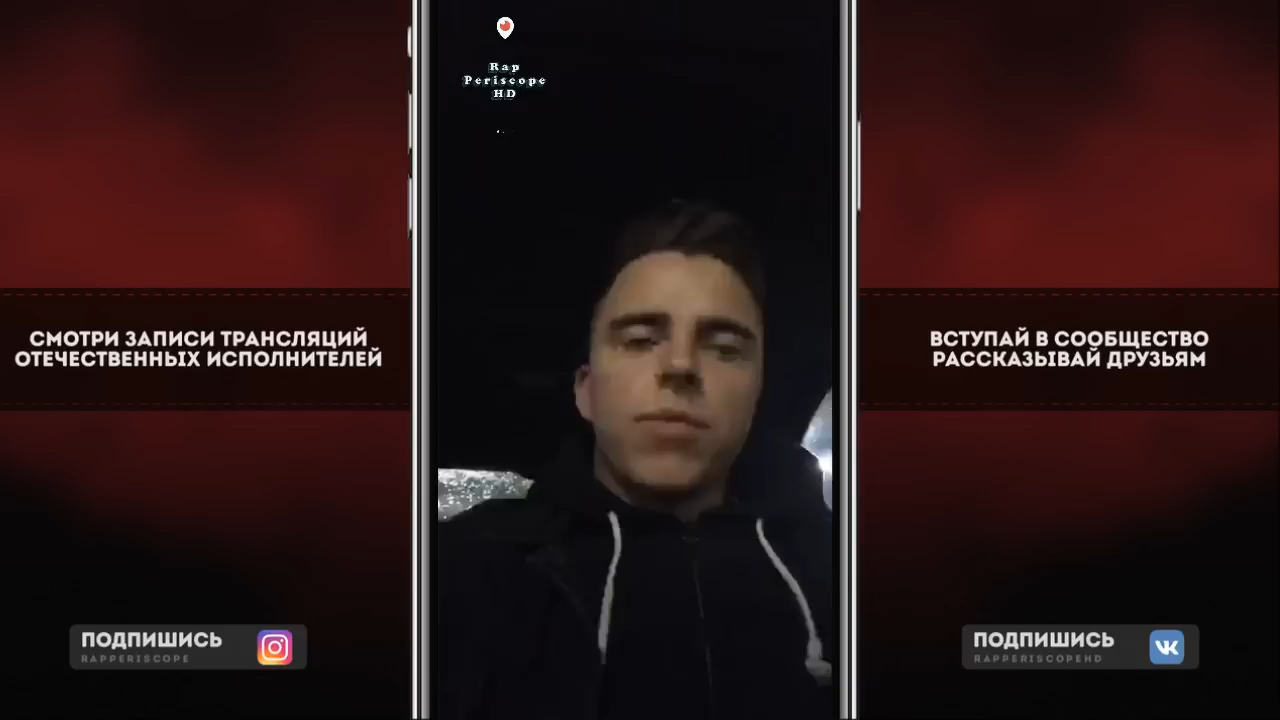 Rap
Periscope
HD
СМОТРИ ЗАПИСИ ТРАНСЛЯЦИЙ
ОТЕЧЕСТВЕННЫХ ИСПОЛНИТЕЛЕЙ
ВСТУПАЙ В СООБЩЕСТВО
РАССКАЗЫВАЙ ДРУЗЬЯМ
ПОДПИШИСЬ
RAPPERISCOPE
ПОДПИШИСЬ
RAPPERISCOPEHD